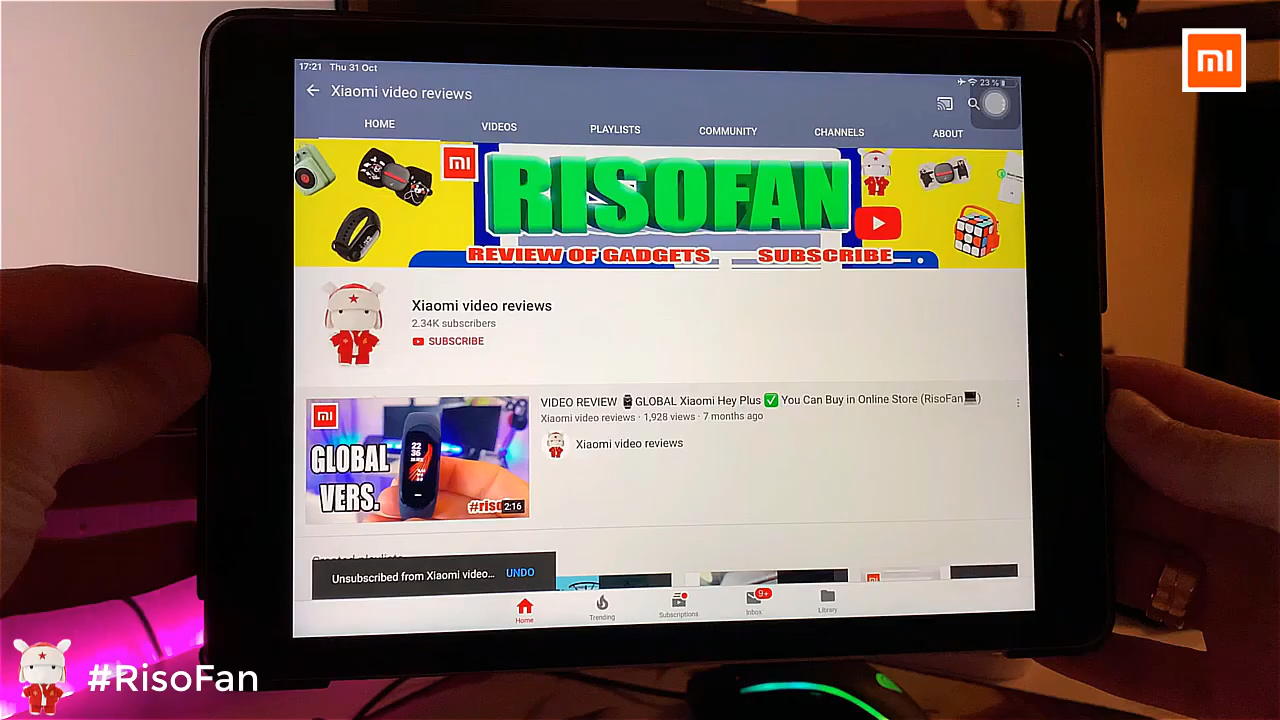 17:21 Thu 31 Oct
23 %
Xiaomi video reviews
HOME
VIDEOS
PLAYLISTS
COMMUNITY
CHANNELS
ABOUT
mi
mi
RISOFAN
REVIEW OF GADGETS
SUBSCRIBE
Xiaomi video reviews
2.34K subscribers
SUBSCRIBE
VIDEO REVIEW GLOBAL Xiaomi Hey Plus ✅ You Can Buy in Online Store (RisoFan💻)
Xiaomi video reviews · 1,928 views · 7 months ago
Xiaomi video reviews
mi
GLOBAL
VERS.
22
36
#riso
2:16
Created playlists
Unsubscribed from Xiaomi video... UNDO
mi
Home
Trending
Subscriptions
9+
Inbox
Library
#RisoFan